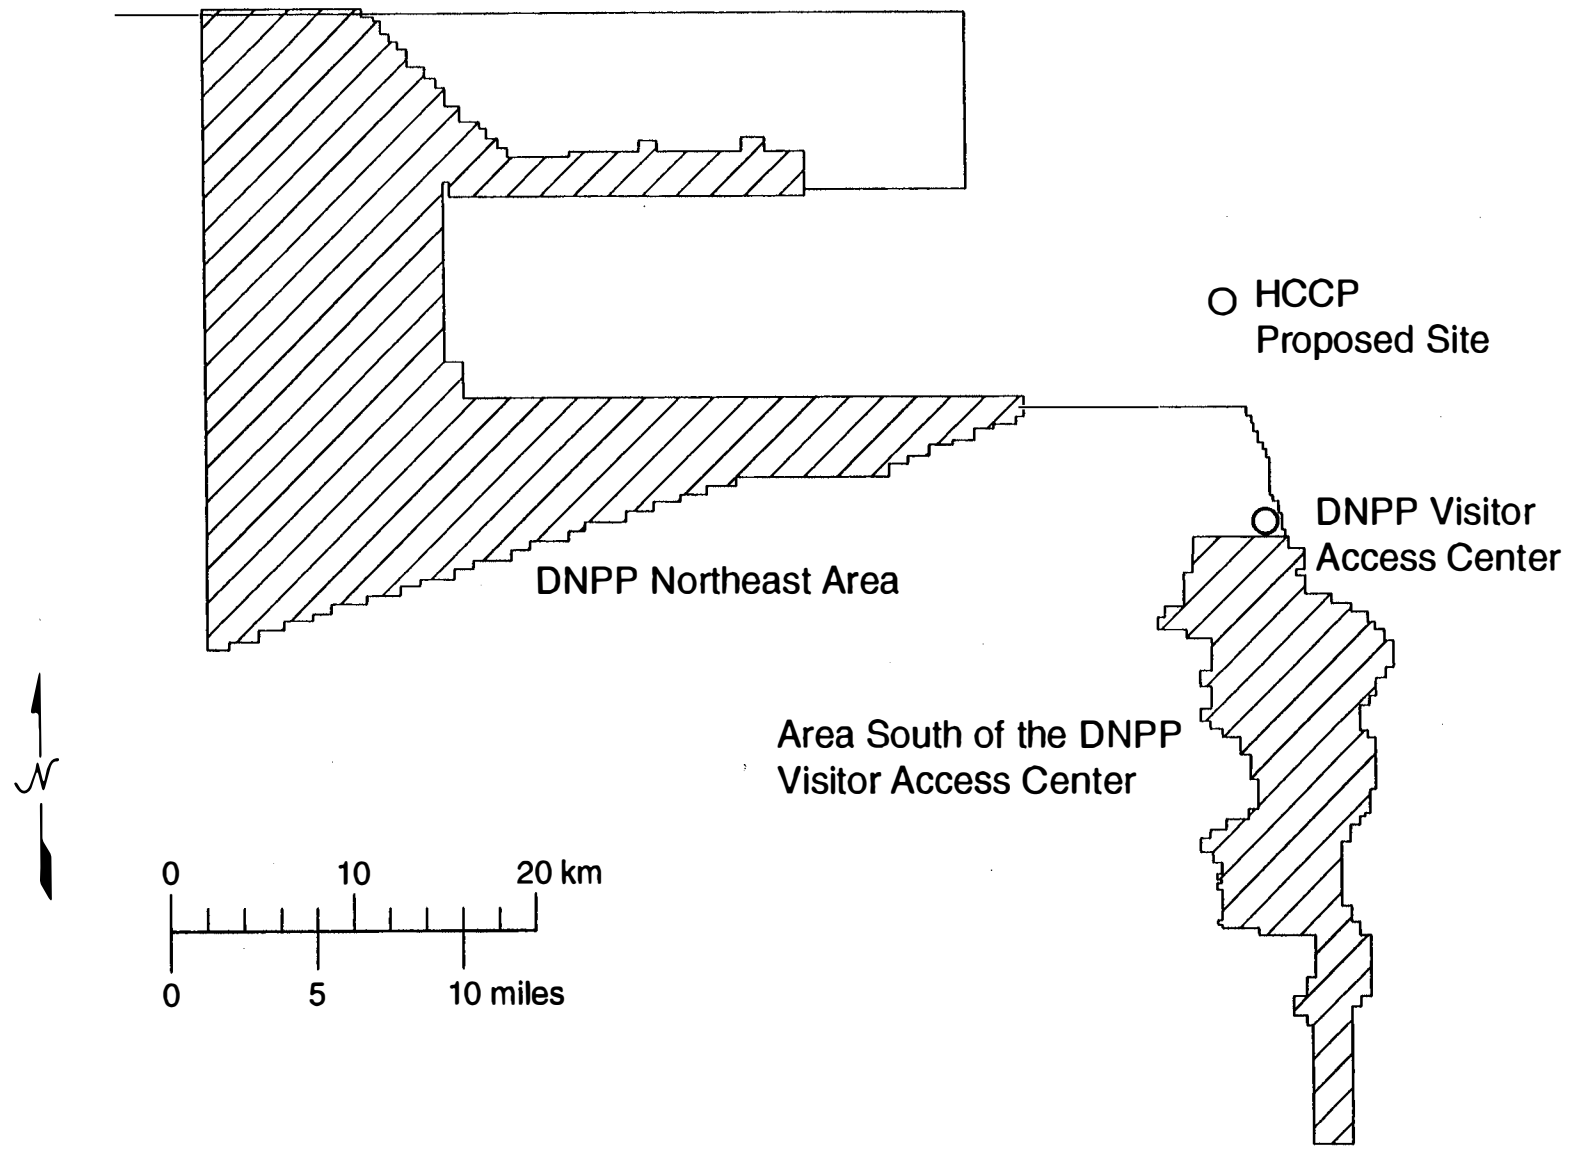 HCCP
Proposed Site
DNPP Visitor
Access Center
DNPP Northeast Area
Area South of the DNPP
Visitor Access Center
N
0 10 20 km
0 5 10 miles